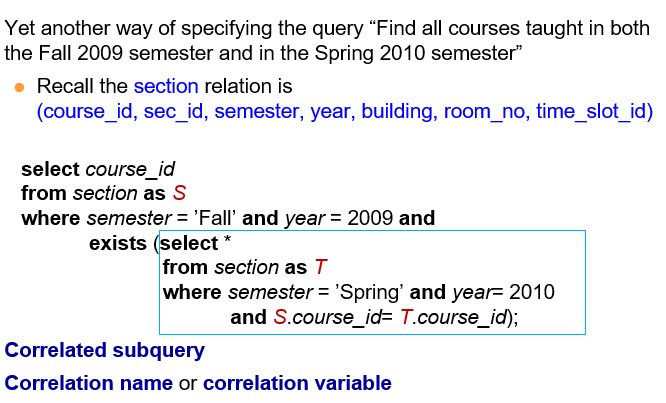 Yet another way of specifying the query “Find all courses taught in both
the Fall 2009 semester and in the Spring 2010 semester”
● Recall the section relation is
(course_id, sec_id, semester, year, building, room_no, time_slot_id)
select course_id
from section as S
where semester = ’Fall’ and year = 2009 and
exists (select *
from section as T
where semester = ’Spring’ and year= 2010
and S.course_id= T.course_id);
Correlated subquery
Correlation name or correlation variable